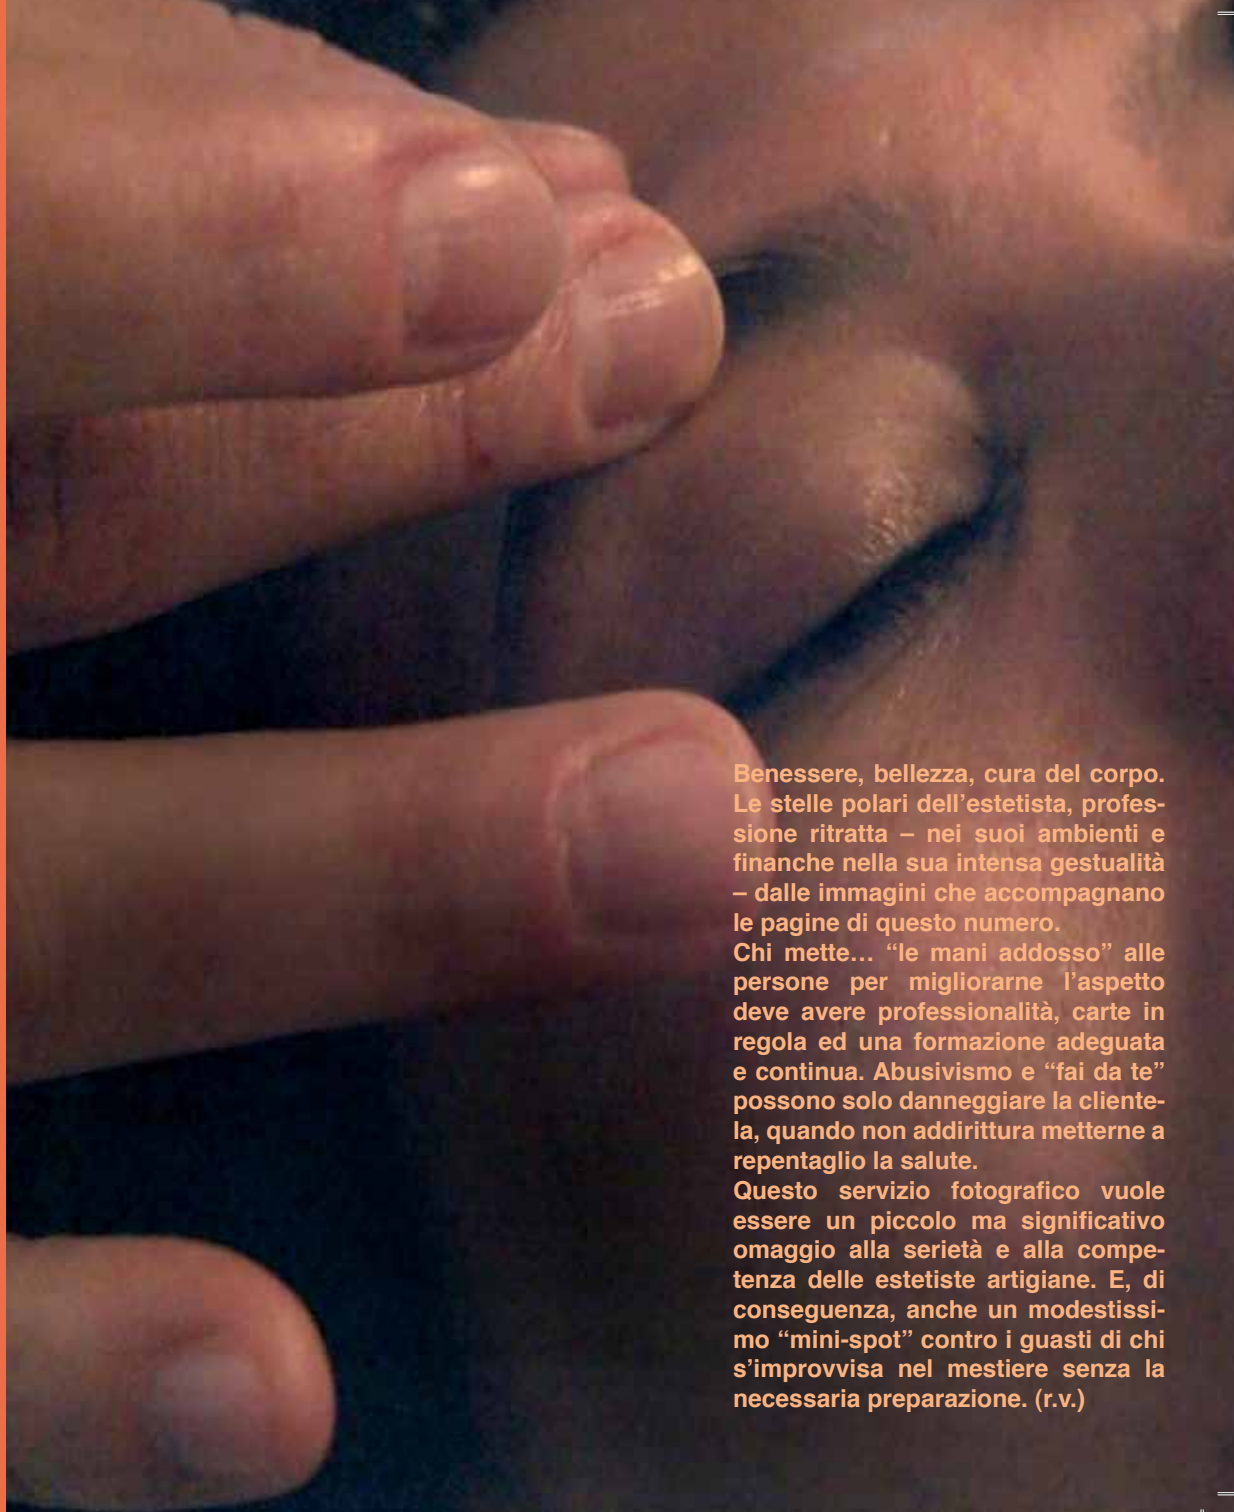 Benessere, bellezza, cura del corpo.
Le stelle polari dell’estetista, profes-
sione ritratta – nei suoi ambienti e
finanche nella sua intensa gestualità
– dalle immagini che accompagnano
le pagine di questo numero.
Chi mette… “le mani addosso” alle
persone per migliorarne l’aspetto
deve avere professionalità, carte in
regola ed una formazione adeguata
e continua. Abusivismo e “fai da te”
possono solo danneggiare la cliente-
la, quando non addirittura metterne a
repentaglio la salute.
Questo servizio fotografico vuole
essere un piccolo ma significativo
omaggio alla serietà e alla compe-
tenza delle estetiste artigiane. E, di
conseguenza, anche un modestissi-
mo “mini-spot” contro i guasti di chi
s’improvvisa nel mestiere senza la
necessaria preparazione. (r.v.)